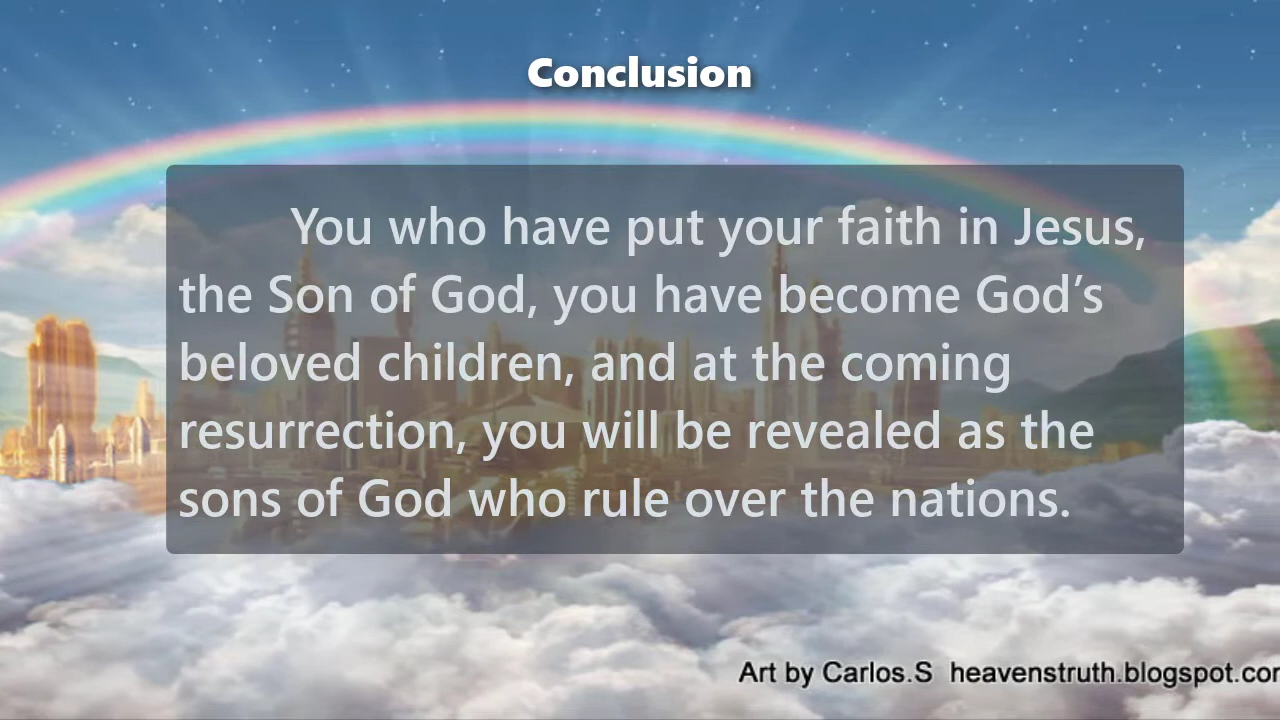 Conclusion
You who have put your faith in Jesus,
the Son of God, you have become God’s
beloved children, and at the coming
resurrection, you will be revealed as the
sons of God who rule over the nations.
Art by Carlos.S heavenstruth.blogspot.cor